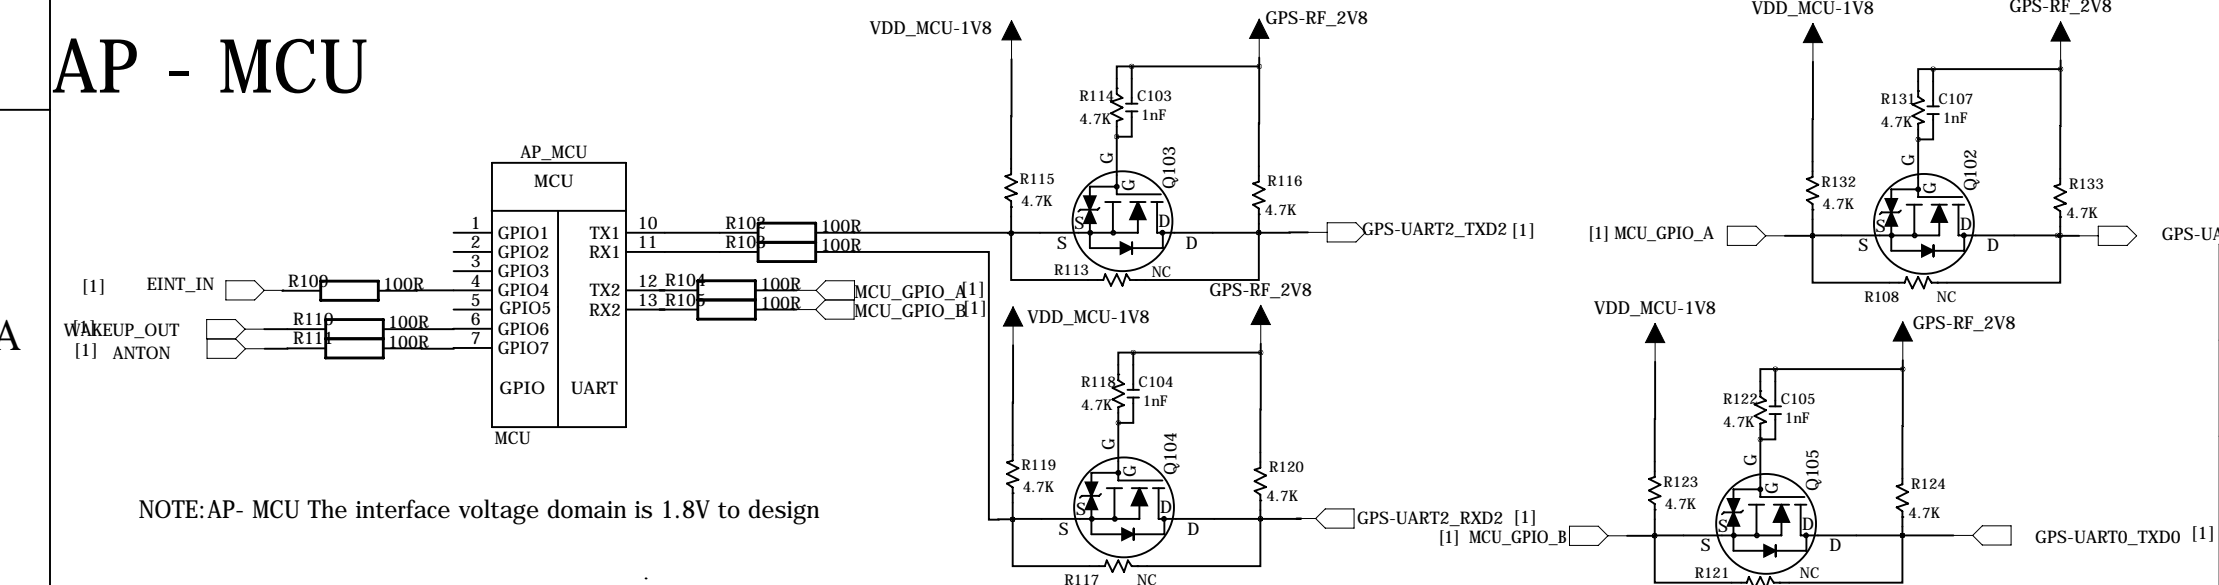 AP - MCU
A
AP_MCU
MCU
1 GPIO1 TX1 10
2 GPIO2 RX1 11
3 GPIO3
4 GPIO4 TX2 12
5 GPIO5 RX2 13
6 GPIO6
7 GPIO7
GPIO UART
MCU
[1] EINT_IN R109 100R
[1] WAKEUP_OUT R110 100R
[1] ANTON R111 100R
R102 100R
R103 100R
R104 100R MCU_GPIO_A [1]
R105 100R MCU_GPIO_B [1]
NOTE:AP- MCU The interface voltage domain is 1.8V to design
VDD_MCU-1V8 GPS-RF_2V8
R114 4.7K C103 1nF
G G Q103
R115 4.7K
R116 4.7K
S S D D
GPS-UART2_TXD2 [1]
R113 NC
VDD_MCU-1V8 GPS-RF_2V8
R118 4.7K C104 1nF
G G Q104
R119 4.7K
R120 4.7K
S S D D
GPS-UART2_RXD2 [1]
R117 NC
VDD_MCU-1V8 GPS-RF_2V8
R131 4.7K C107 1nF
G G Q102
R132 4.7K
R133 4.7K
[1] MCU_GPIO_A
S S D D
GPS-UA
R108 NC
VDD_MCU-1V8 GPS-RF_2V8
R122 4.7K C105 1nF
G G Q105
R123 4.7K
R124 4.7K
[1] MCU_GPIO_B
S S D D
GPS-UART0_TXD0 [1]
R121 NC